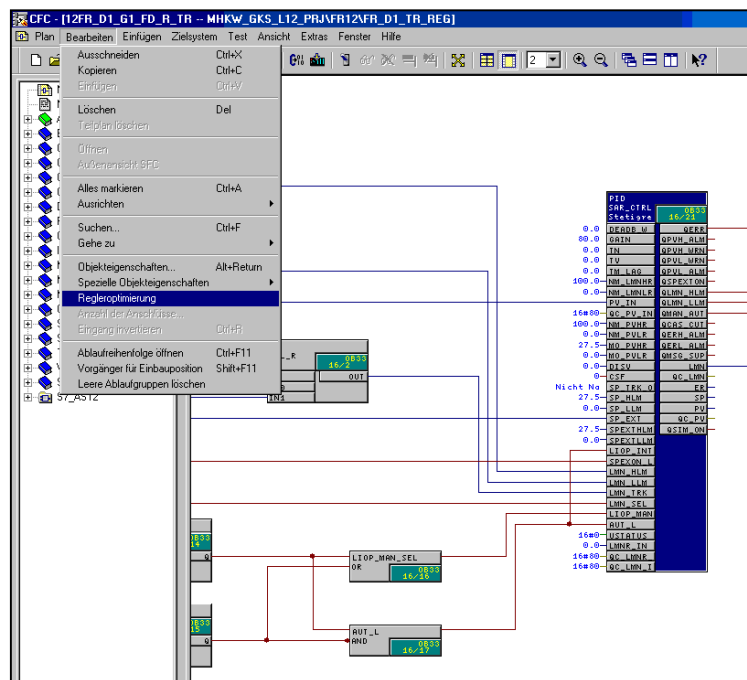 CFC - [12FR_D1_G1_FD_R_TR -- MHKW_GKS_L12_PRJ\FR12\FR_D1_TR_REG]
Plan Bearbeiten Einfügen Zielsystem Test Ansicht Extras Fenster Hilfe
2
Ausschneiden Ctrl+X
Kopieren Ctrl+C
Einfügen Ctrl+V
Löschen Del
Teilplan löschen
Öffnen
Außenansicht SFC
Alles markieren Ctrl+A
Ausrichten
Suchen... Ctrl+F
Gehe zu
Objekteigenschaften... Alt+Return
Spezielle Objekteigenschaften
Regleroptimierung
Anzahl der Anschlüsse...
Eingang invertieren Ctrl+R
Ablaufreihenfolge öffnen Ctrl+F11
Vorgänger für Einbauposition Shift+F11
Leere Ablaufgruppen löschen
S7_AS12
_R OB33
16/2
OUT
IN1
PID
SAR_CTRL OB33
Stetigre 16/21
0.0 DEADB_W QERR
80.0 GAIN QPVH_ALM
0.0 TN QPVH_WRN
0.0 TV QPVL_WRN
0.0 TM_LAG QPVL_ALM
100.0 NM_LMNHR QSPEXTON
0.0 NM_LMNLR QLMN_HLM
PV_IN QLMN_LLM
16#80 QC_PV_IN QMAN_AUT
100.0 NM_PVHR QCAS_CUT
0.0 NM_PVLR QERH_ALM
27.5 MO_PVHR QERL_ALM
0.0 MO_PVLR QMSG_SUP
0.0 DISV LMN
0 CSF QC_LMN
Nicht Na SP_TRK_O ER
27.5 SP_HLM SP
0.0 SP_LLM PV
SP_EXT QC_PV
27.5 SPEXTHLM QSIM_ON
0.0 SPEXTLLM
LIOP_INT
SPEXON_L
LMN_HLM
LMN_LLM
LMN_TRK
LMN_SEL
LIOP_MAN
AUT_L
16#0 USTATUS
0.0 LMNR_IN
16#80 QC_LMNR
16#80 QC_LMN_I
OB33
14
Q
LIOP_MAN_SEL
OR OB33
16/16
OB33
15
Q
AUT_L
AND OB33
16/17